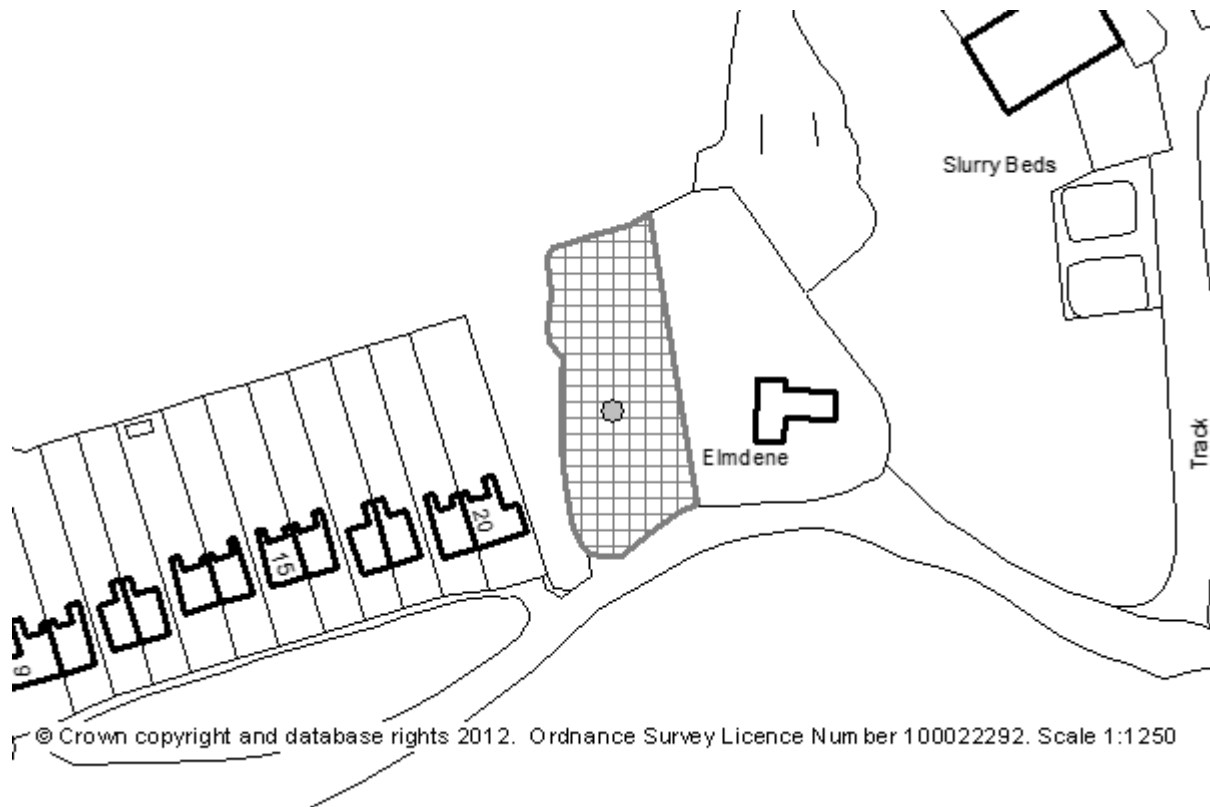 Slurry Beds
Track
Elmdene
20
15
9
© Crown copyright and database rights 2012. Ordnance Survey Licence Number 100022292. Scale 1:1250